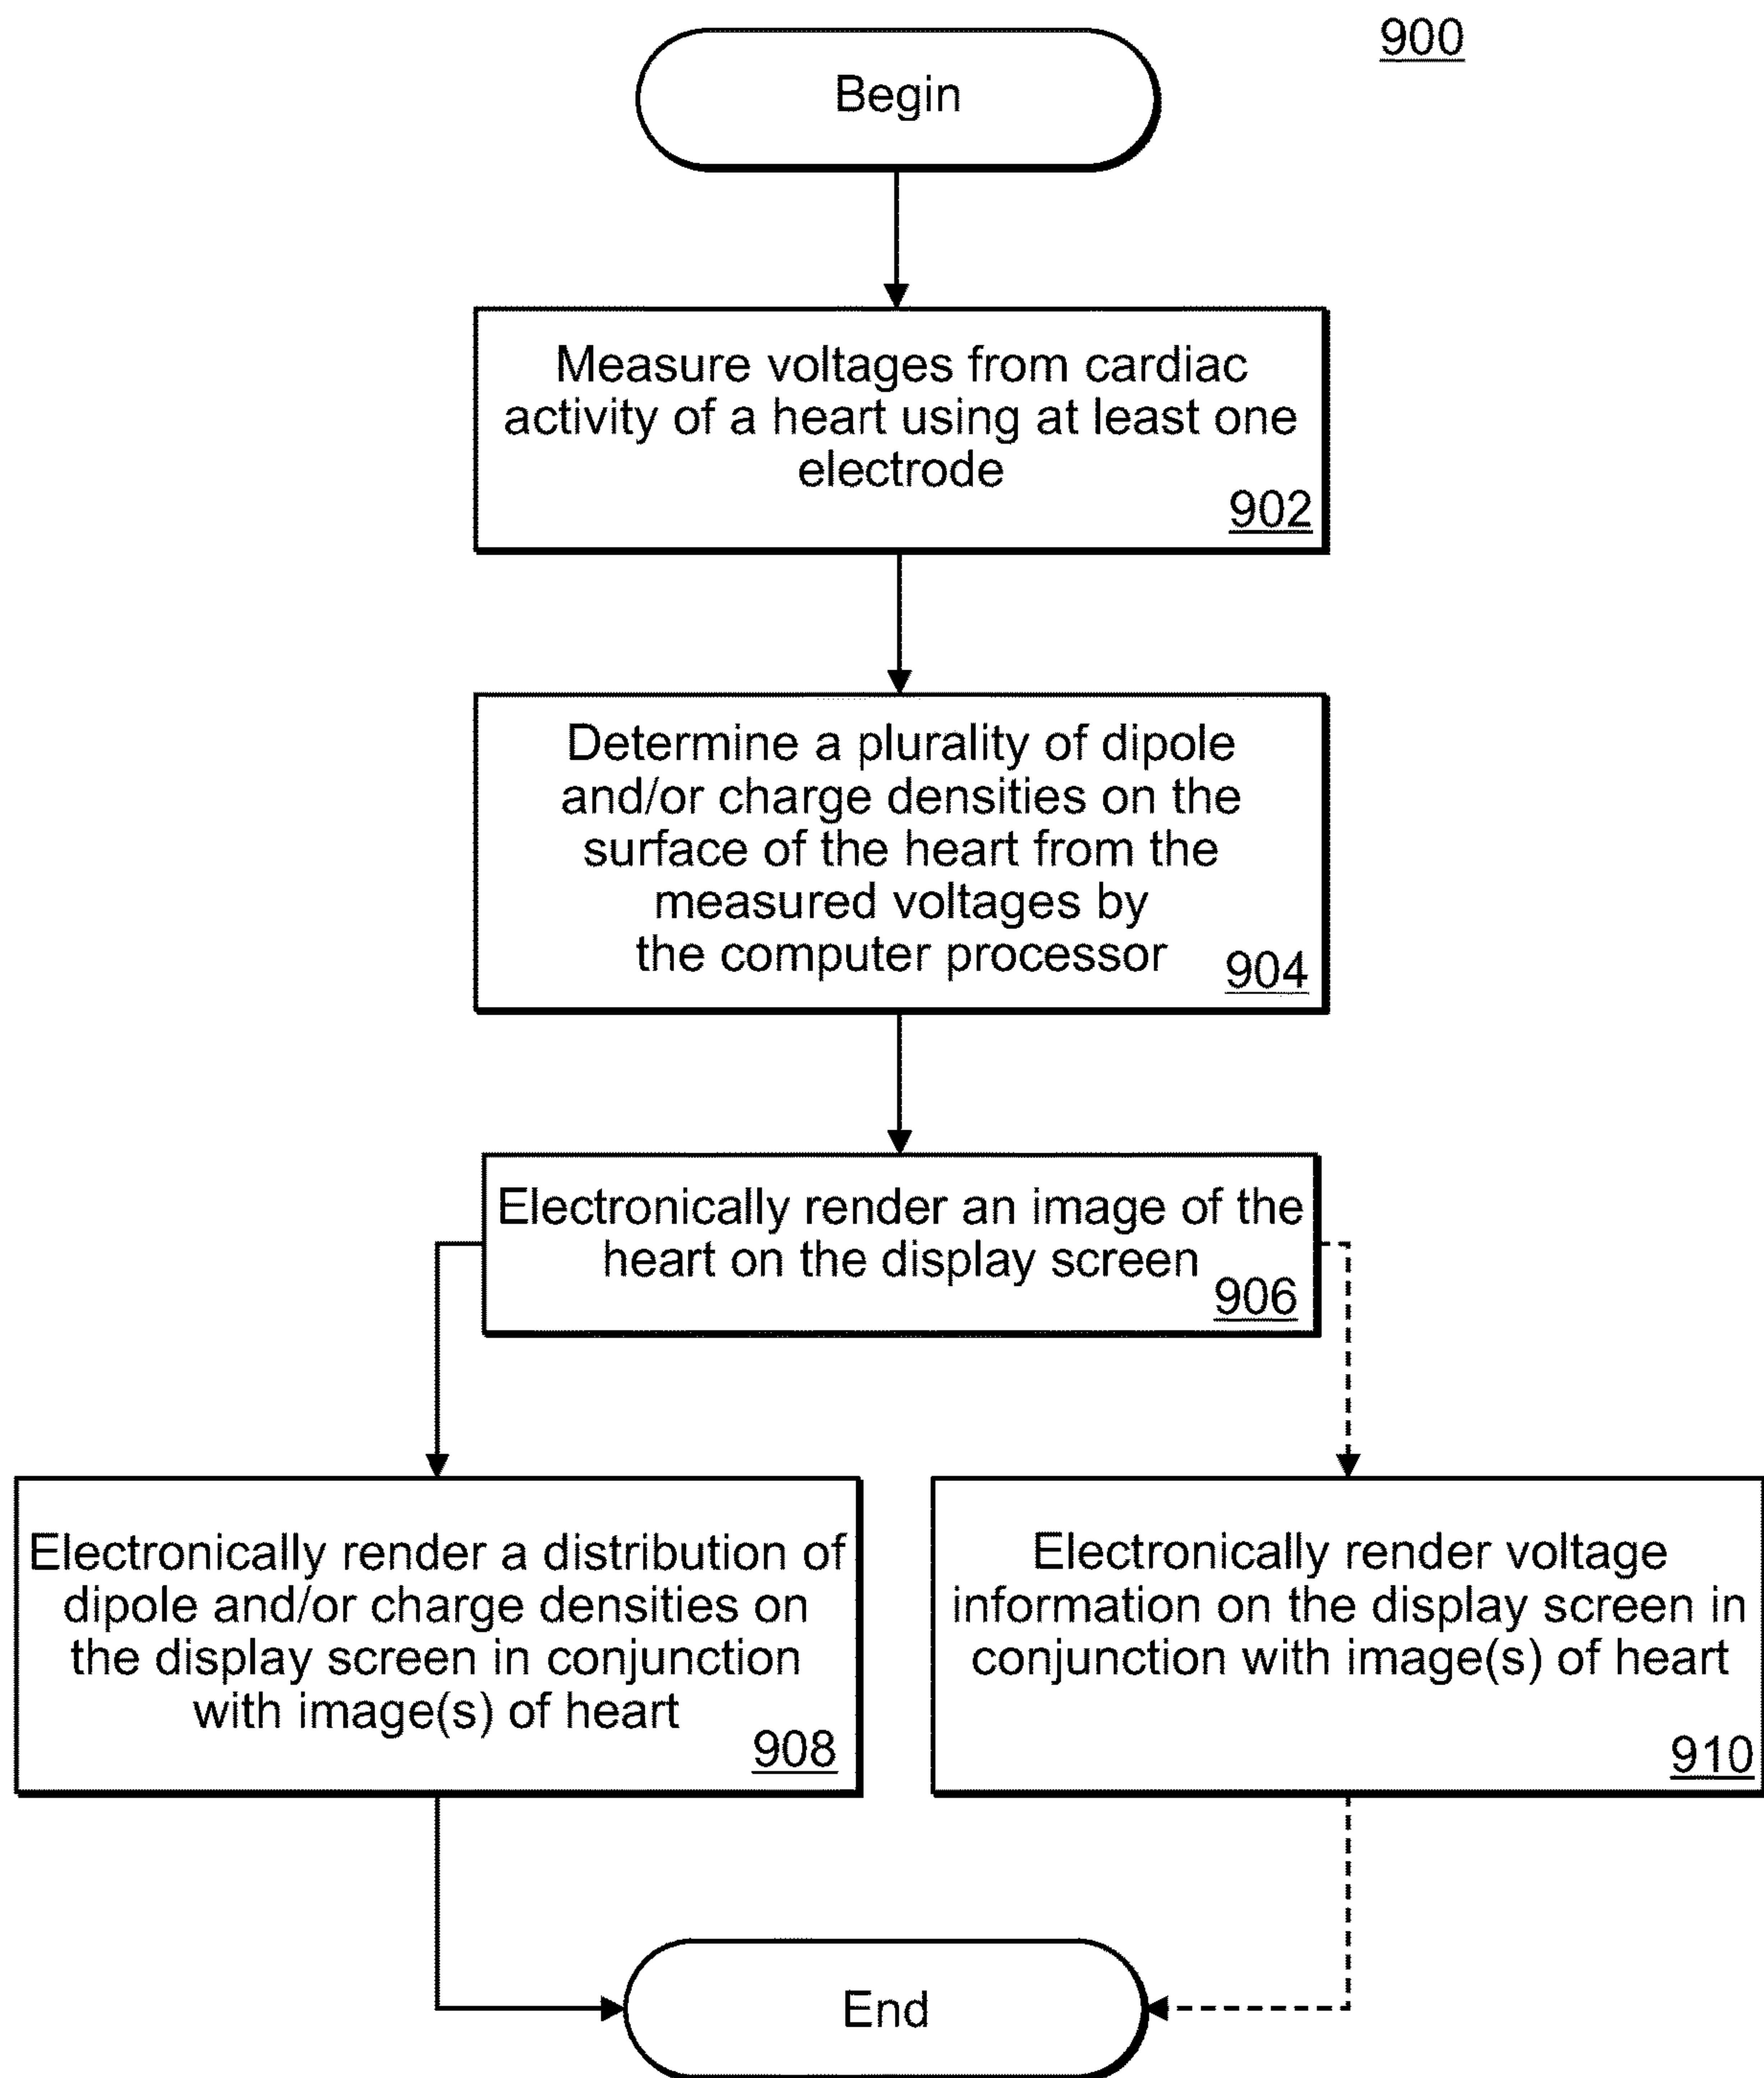 900
Begin
Measure voltages from cardiac
activity of a heart using at least one
electrode
902
Determine a plurality of dipole
and/or charge densities on the
surface of the heart from the
measured voltages by
the computer processor
904
Electronically render an image of the
heart on the display screen
906
Electronically render a distribution of
dipole and/or charge densities on
the display screen in conjunction
with image(s) of heart
908
Electronically render voltage
information on the display screen in
conjunction with image(s) of heart
910
End